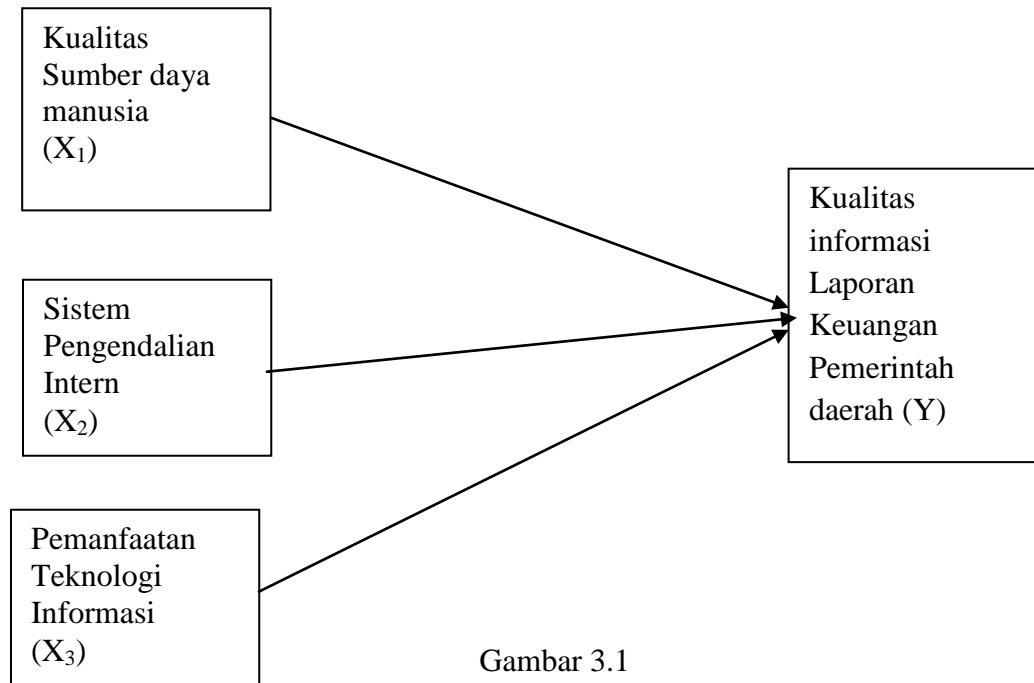 Kualitas
Sumber daya
manusia
(X₁)
Sistem
Pengendalian
Intern
(X₂)
Pemanfaatan
Teknologi
Informasi
(X₃)
Kualitas
informasi
Laporan
Keuangan
Pemerintah
daerah (Y)
Gambar 3.1